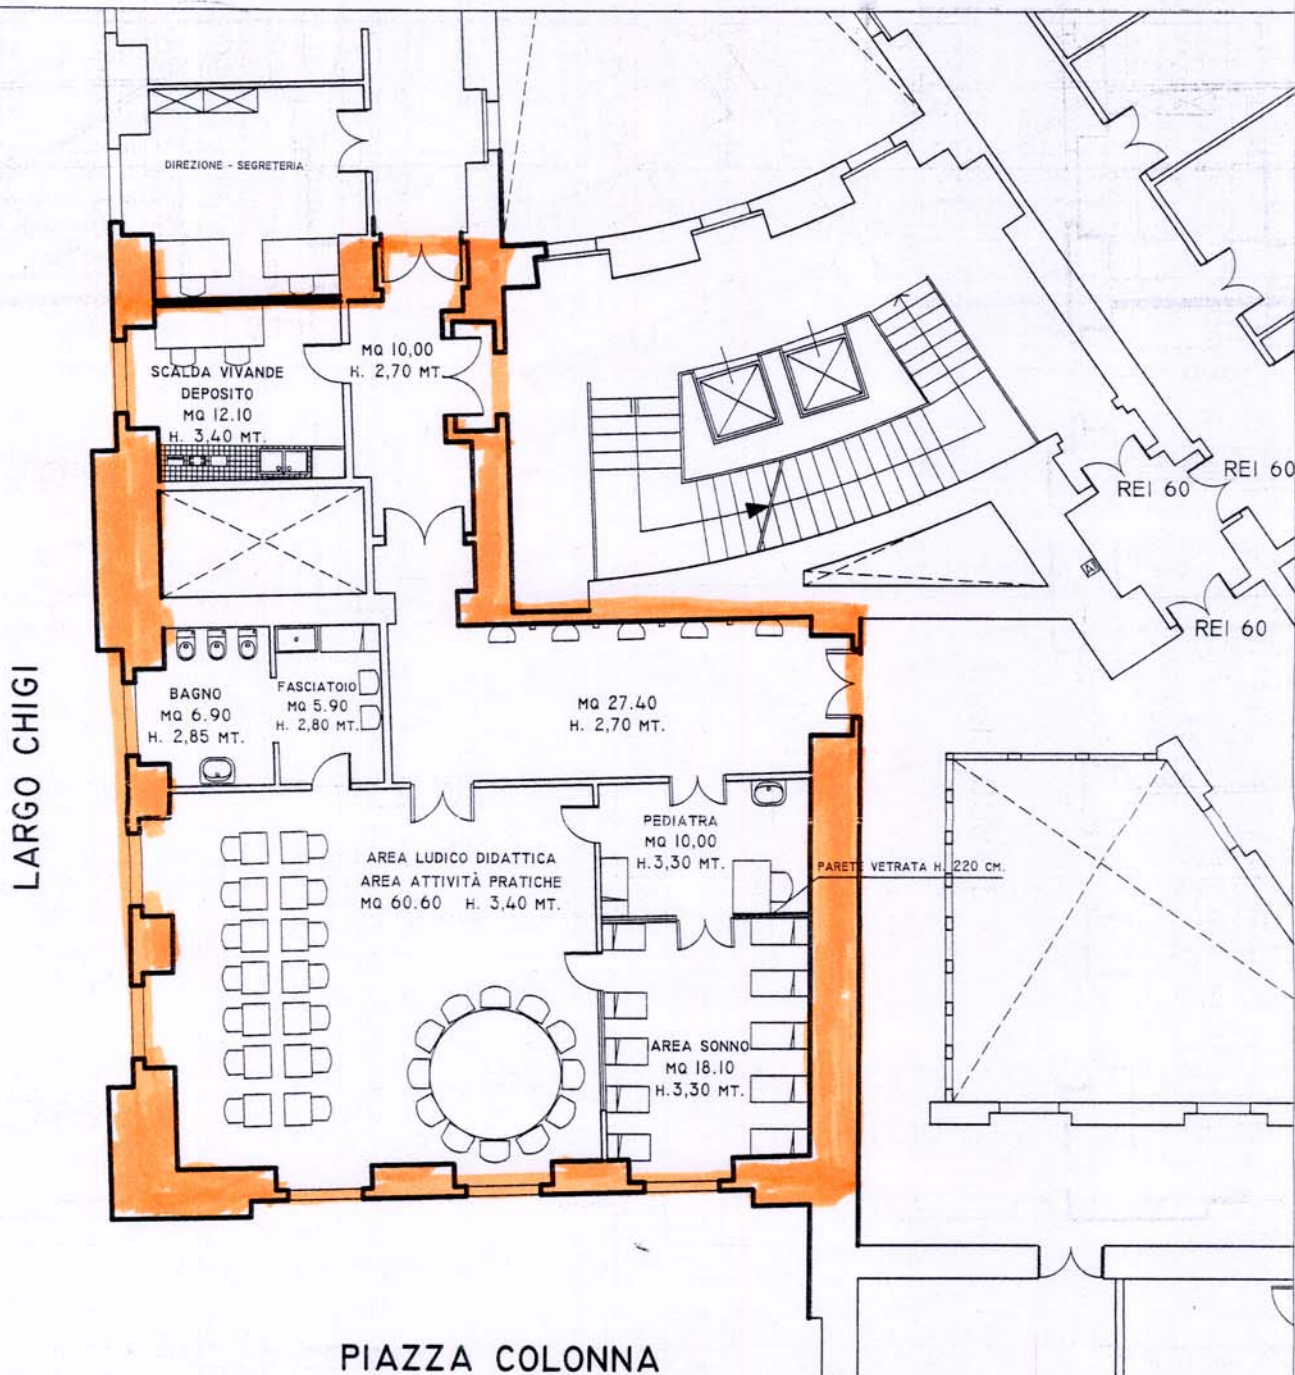 DIREZIONE - SEGRETERIA
MQ 10,00
H. 2,70 MT.
SCALDA VIVANDE
DEPOSITO
MQ 12.10
H. 3,40 MT.
REI 60
REI 60
REI 60
A1
LARGO CHIGI
BAGNO
MQ 6.90
H. 2,85 MT.
FASCIATOIO
MQ 5.90
H. 2,80 MT.
MQ 27.40
H. 2,70 MT.
PEDIATRA
MQ 10,00
H.3,30 MT.
PARETE VETRATA H. 220 CM.
AREA LUDICO DIDATTICA
AREA ATTIVITÀ PRATICHE
MQ 60.60 H. 3,40 MT.
AREA SONNO
MQ 18.10
H.3,30 MT.
PIAZZA COLONNA